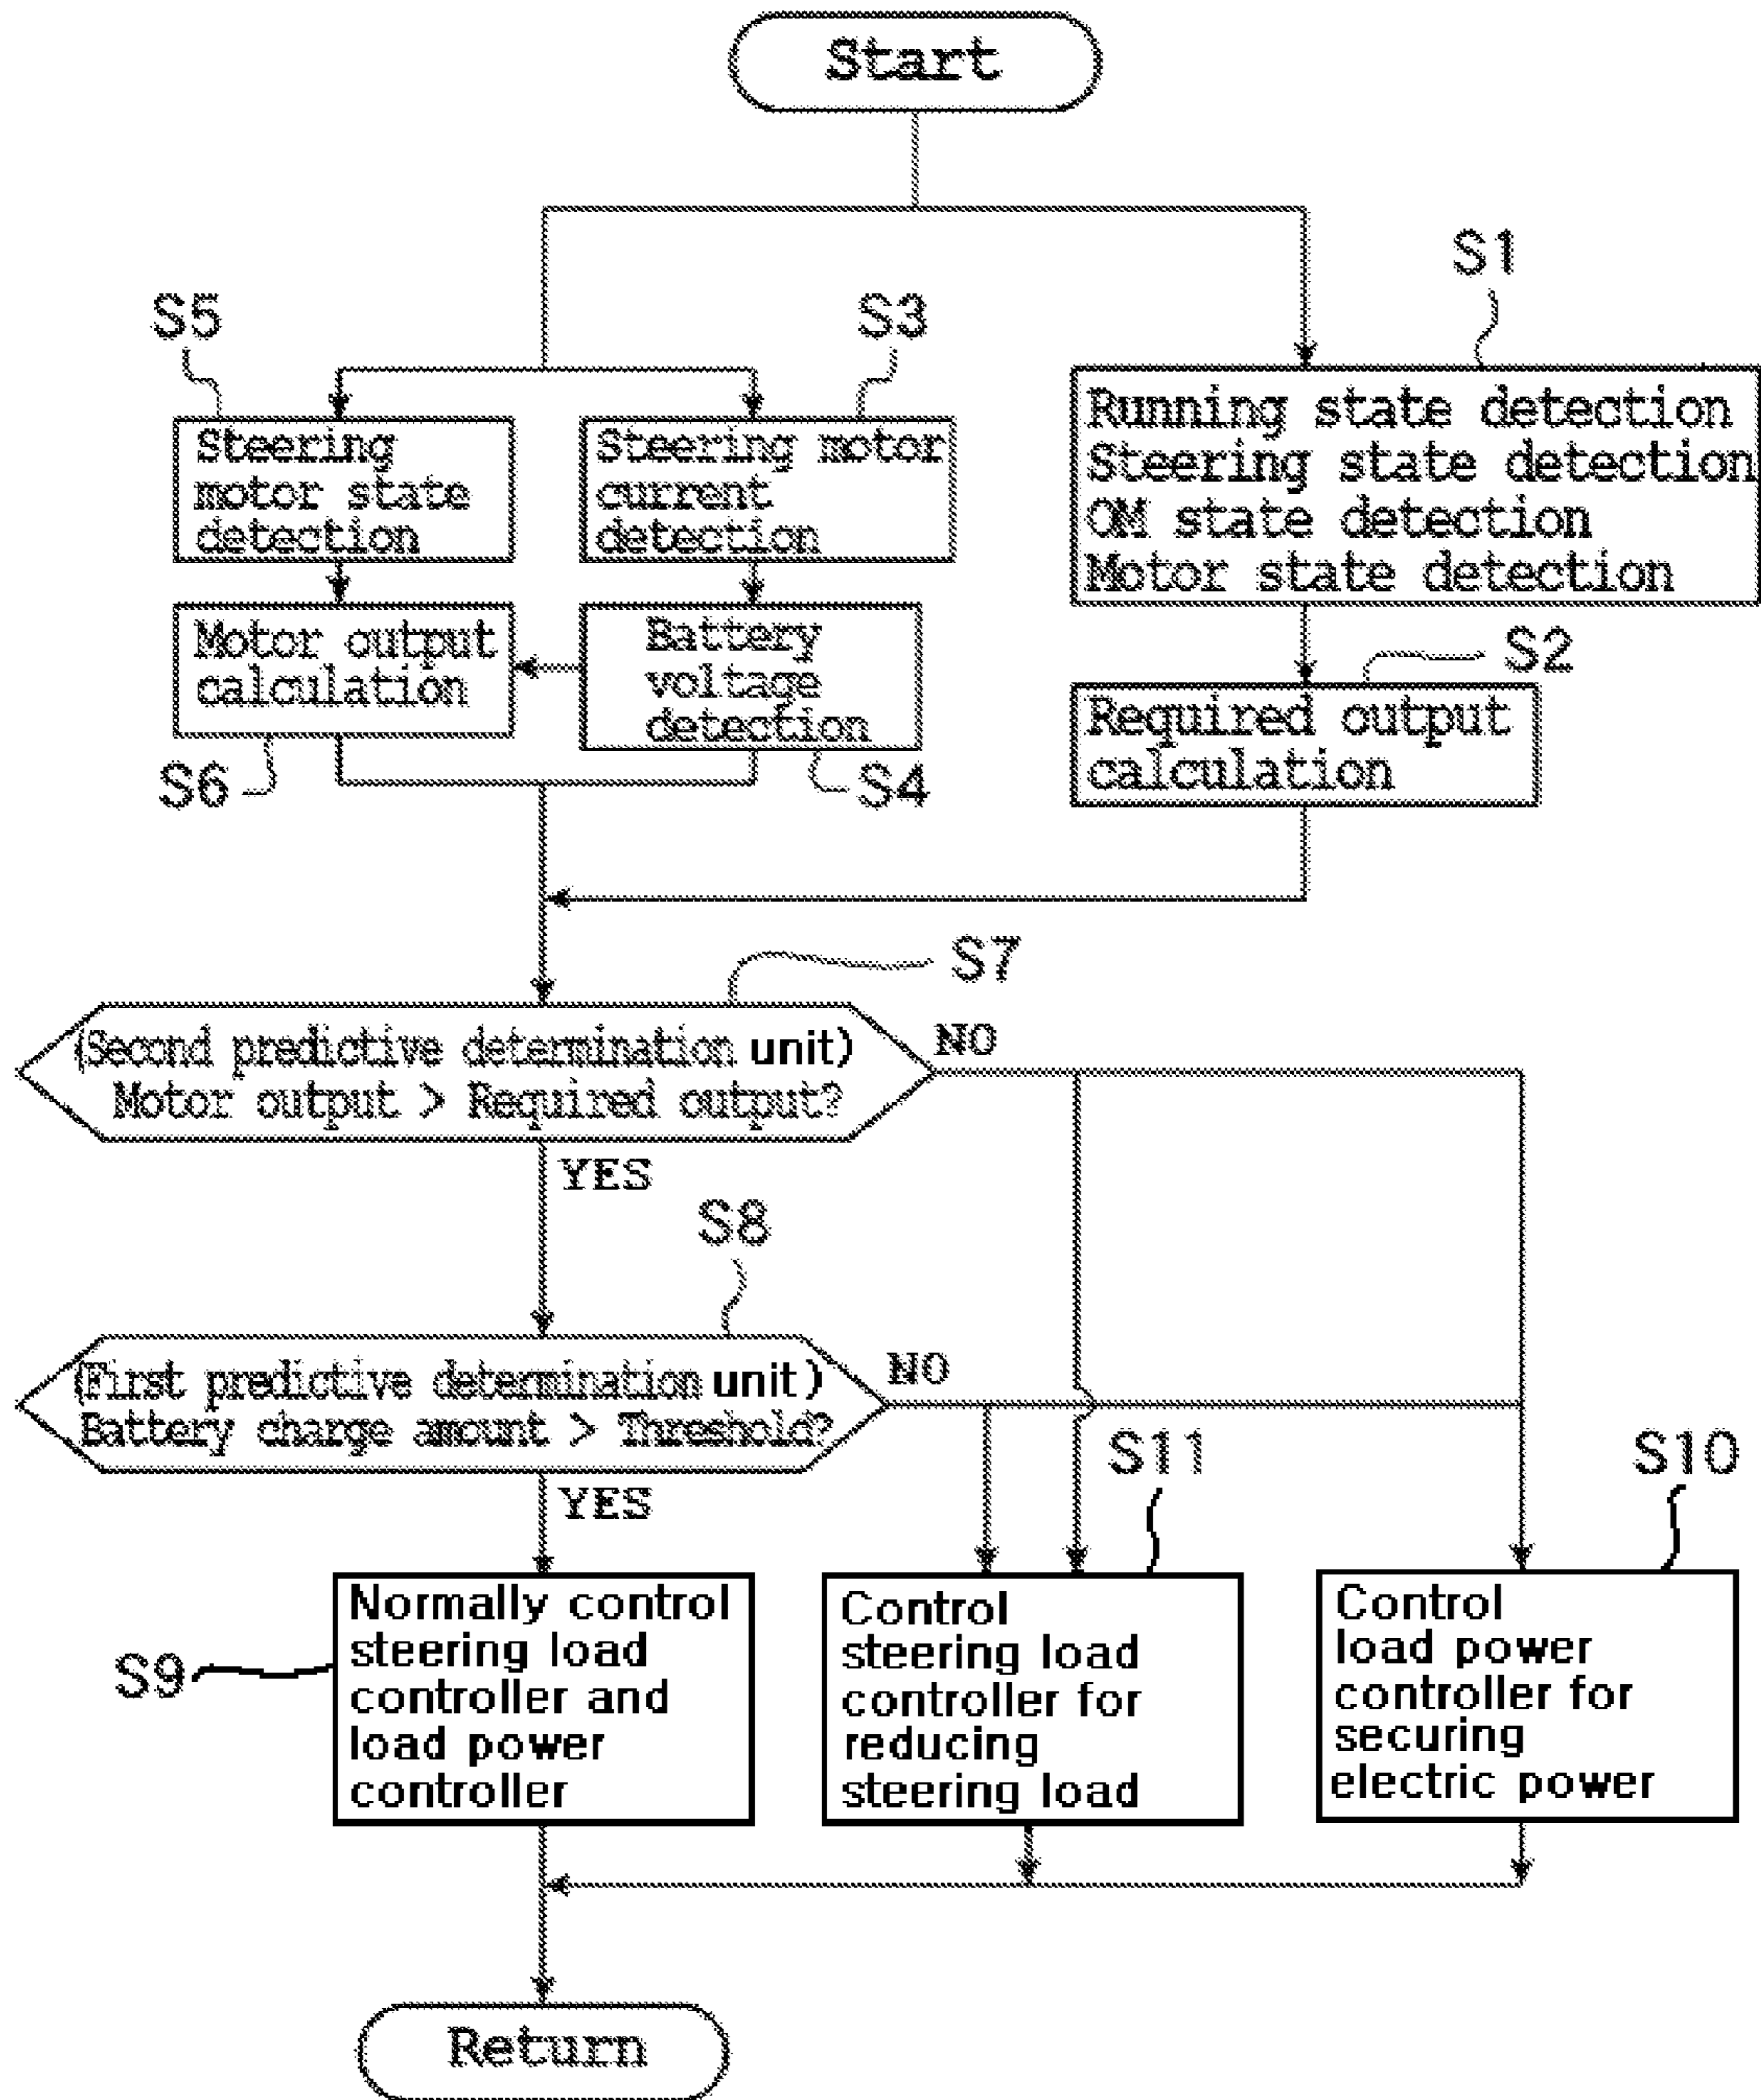 Start
S1
S5
S3
Steering
motor state
detection
Steering motor
current
detection
Running state detection
Steering state detection
OM state detection
Motor state detection
S2
Motor output
calculation
Battery
voltage
detection
Required output
calculation
S6
S4
S7
(Second predictive determination unit)
Motor output > Required output?
NO
YES
S8
(First predictive determination unit)
Battery charge amount > Threshold?
NO
YES
S11
S10
S9
Normally control
steering load
controller and
load power
controller
Control
steering load
controller for
reducing
steering load
Control
load power
controller for
securing
electric power
Return